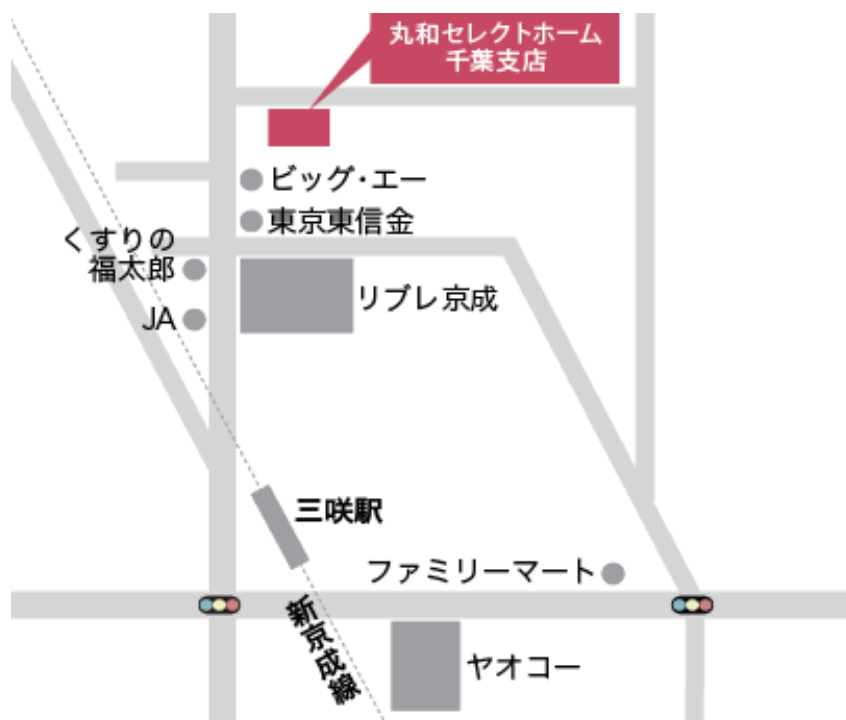 丸和セレクトホーム
千葉支店
ビッグ・エー
東京東信金
くすりの
福太郎
リブレ京成
JA
三咲駅
ファミリーマート
新京成線
ヤオコー